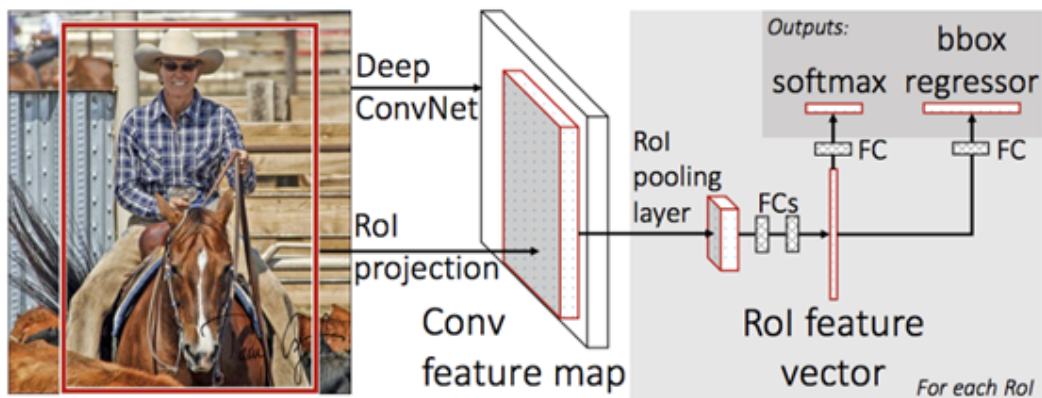 Deep
ConvNet
RoI
projection
Conv
feature map
RoI
pooling
layer
FCs
RoI feature
vector
Outputs:
softmax
bbox
regressor
FC
FC
For each RoI